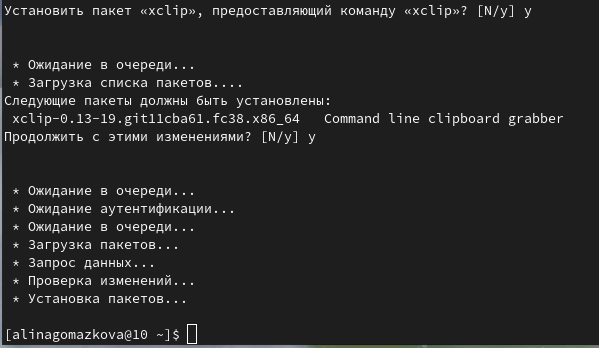 Установить пакет «xclip», предоставляющий команду «xclip»? [N/y] y
* Ожидание в очереди...
* Загрузка списка пакетов....
Следующие пакеты должны быть установлены:
xclip-0.13-19.git11cba61.fc38.x86_64   Command line clipboard grabber
Продолжить с этими изменениями? [N/y] y
* Ожидание в очереди...
* Ожидание аутентификации...
* Ожидание в очереди...
* Загрузка пакетов...
* Запрос данных...
* Проверка изменений...
* Установка пакетов...
[alinagomazkova@10 ~]$